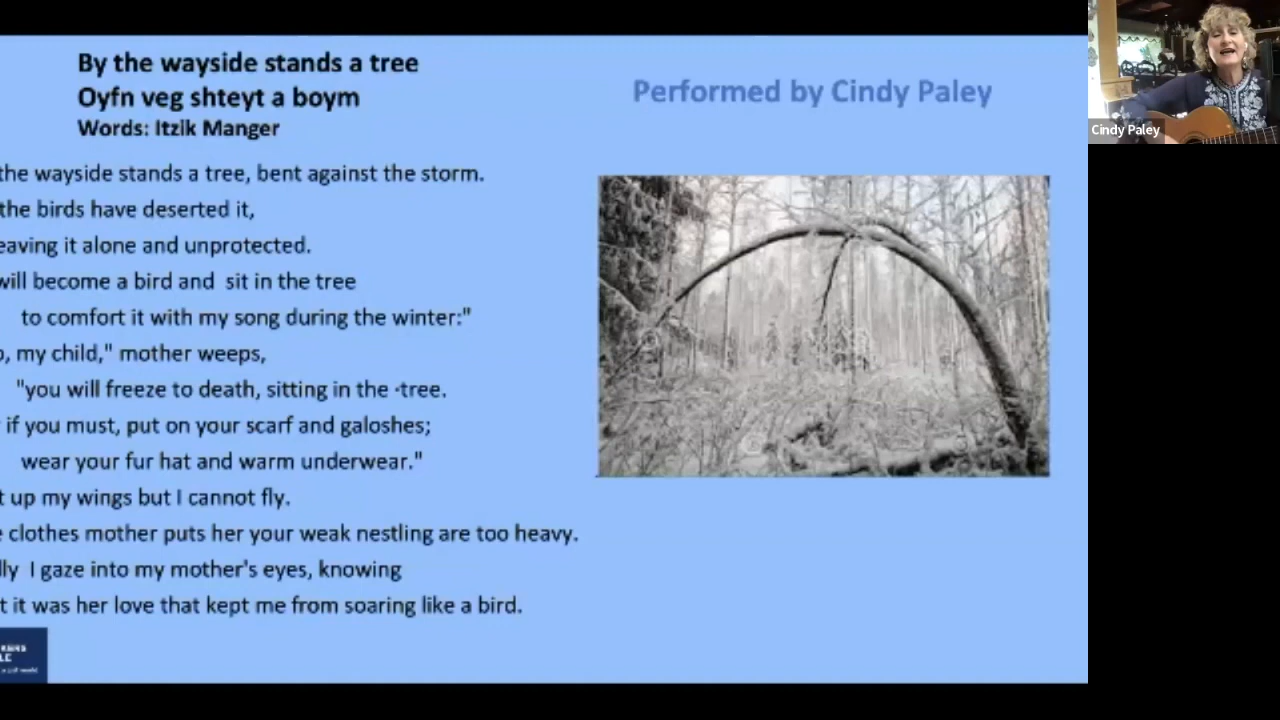 By the wayside stands a tree
Oyfn veg shteyt a boym
Words: Itzik Manger
Performed by Cindy Paley
Cindy Paley
the wayside stands a tree, bent against the storm.
the birds have deserted it,
eaving it alone and unprotected.
will become a bird and sit in the tree
to comfort it with my song during the winter:"
o, my child," mother weeps,
"you will freeze to death, sitting in the ·tree.
if you must, put on your scarf and galoshes;
wear your fur hat and warm underwear."
t up my wings but I cannot fly.
e clothes mother puts her your weak nestling are too heavy.
lly I gaze into my mother's eyes, knowing
t it was her love that kept me from soaring like a bird.